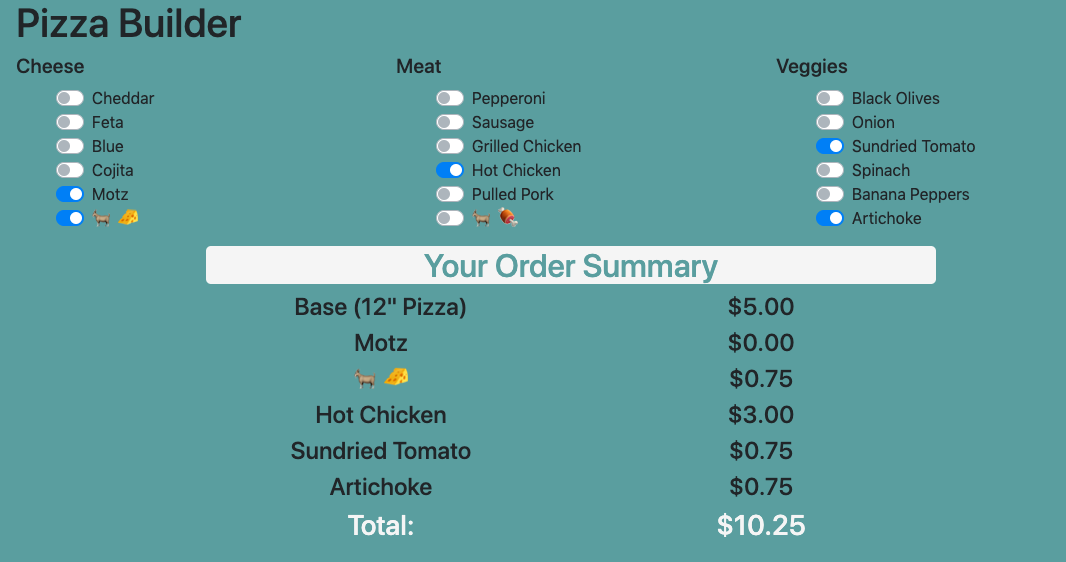 Pizza Builder
Cheese
Cheddar
Feta
Blue
Cojita
Motz
🐐 🧀
Meat
Pepperoni
Sausage
Grilled Chicken
Hot Chicken
Pulled Pork
🐐 🍖
Veggies
Black Olives
Onion
Sundried Tomato
Spinach
Banana Peppers
Artichoke
Your Order Summary
Base (12" Pizza) $5.00
Motz $0.00
🐐 🧀 $0.75
Hot Chicken $3.00
Sundried Tomato $0.75
Artichoke $0.75
Total: $10.25